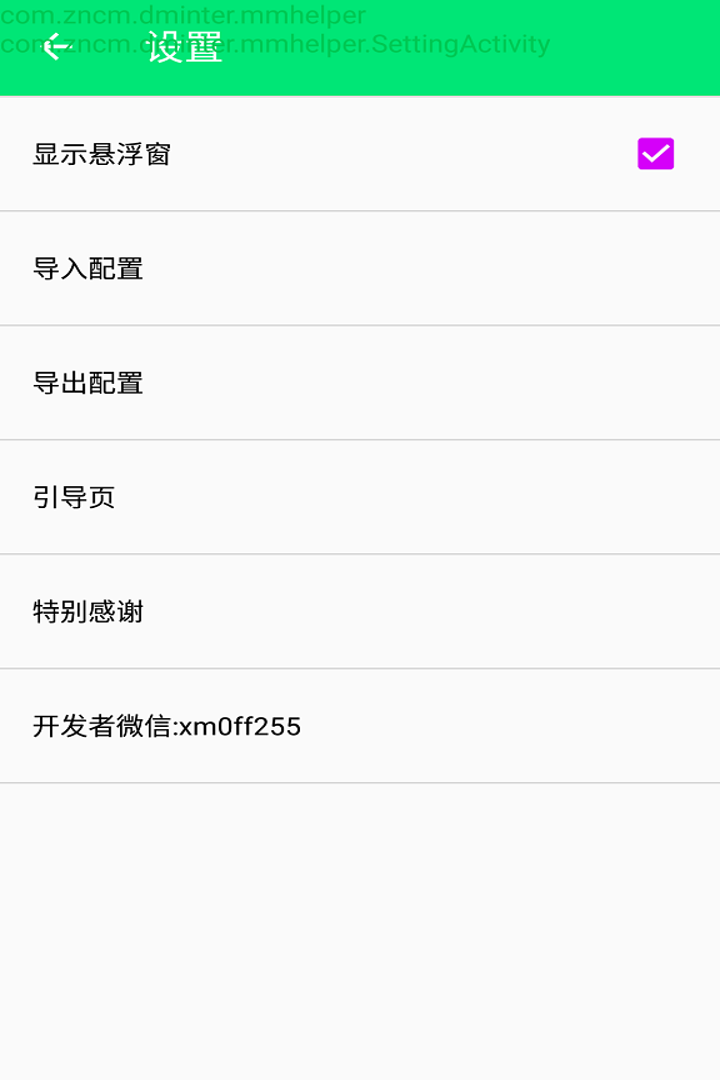 com.zncm.dminter.mmhelper
com.zncm.dminter.mmhelper.SettingActivity
设置
显示悬浮窗
导入配置
导出配置
引导页
特别感谢
开发者微信:xm0ff255